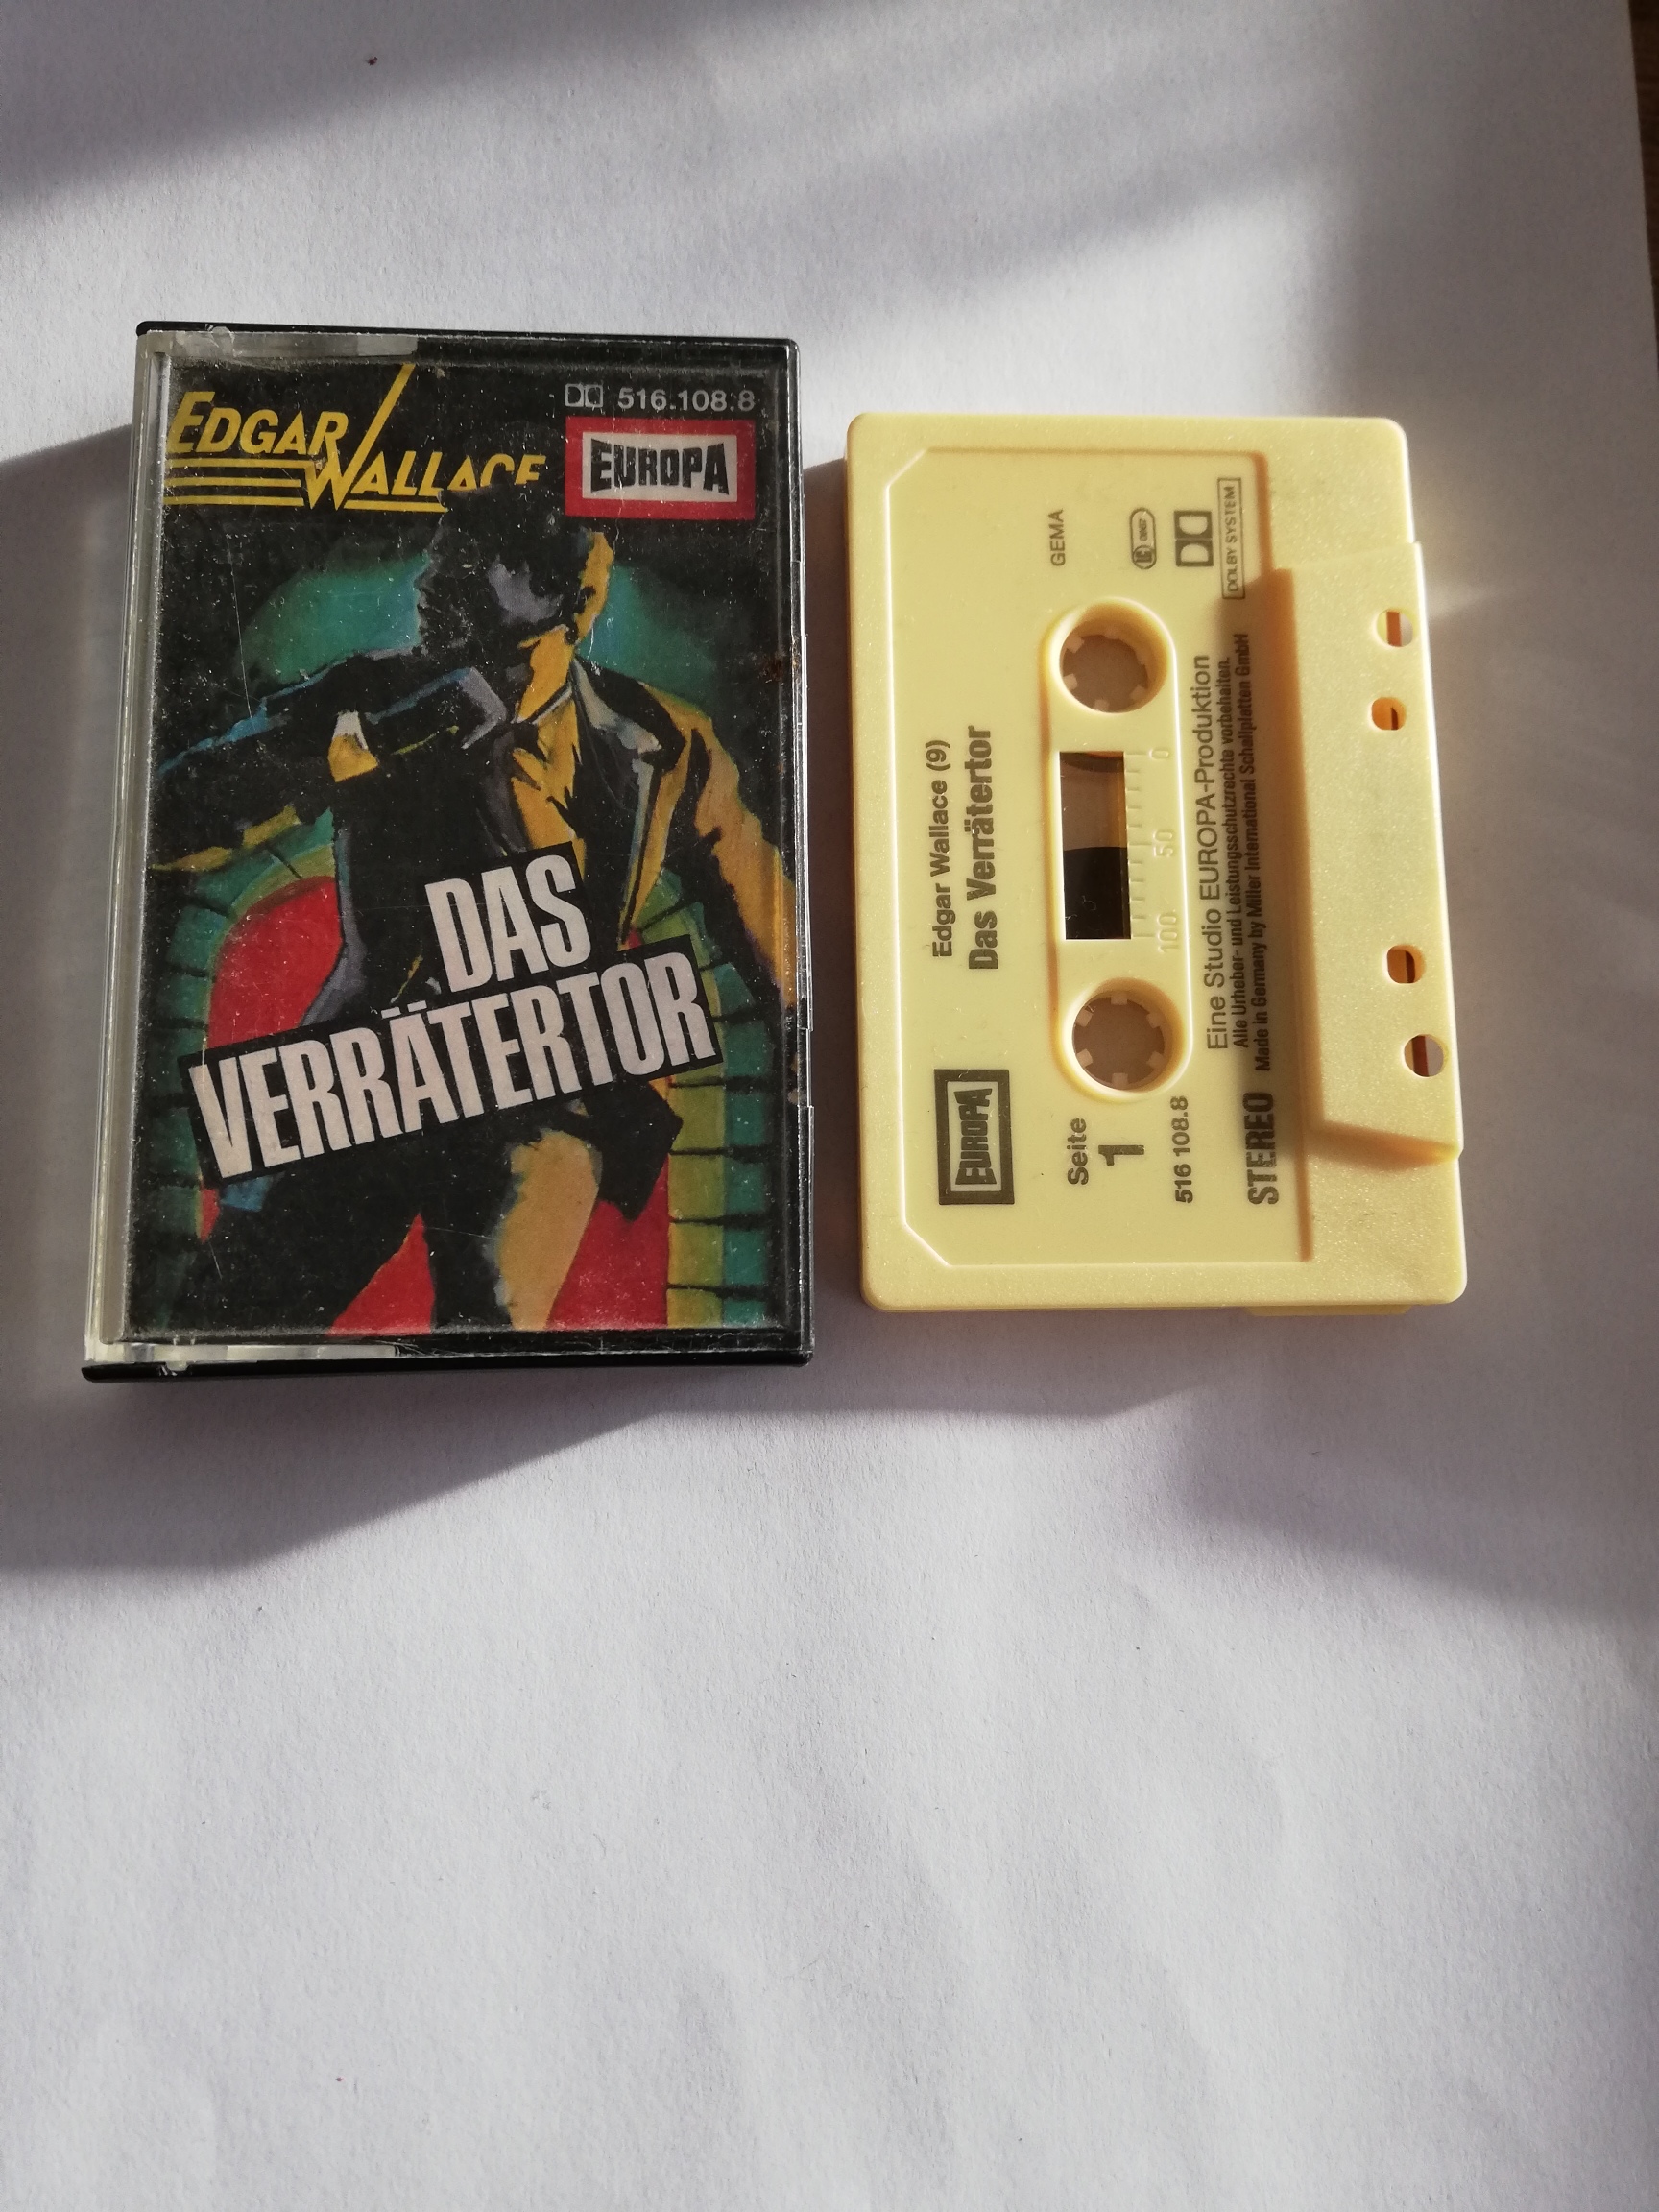 EDGAR
WALLACE
516.108.8
EUROPA
DAS
VERRÄTERTOR
EUROPA
Edgar Wallace (9)
Das Verrätertor
GEMA
Seite
1
516 108.8
0
50
100
LC 0067
DOLBY SYSTEM
Eine Studio EUROPA-Produktion
Alle Urheber- und Leistungsschutzrechte vorbehalten.
STEREO Made in Germany by Miller International Schallplatten GmbH